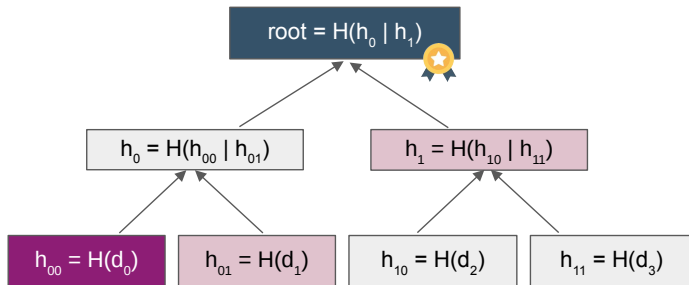 root = H(h₀ | h₁)
h₀ = H(h₀₀ | h₀₁)
h₁ = H(h₁₀ | h₁₁)
h₀₀ = H(d₀)
h₀₁ = H(d₁)
h₁₀ = H(d₂)
h₁₁ = H(d₃)